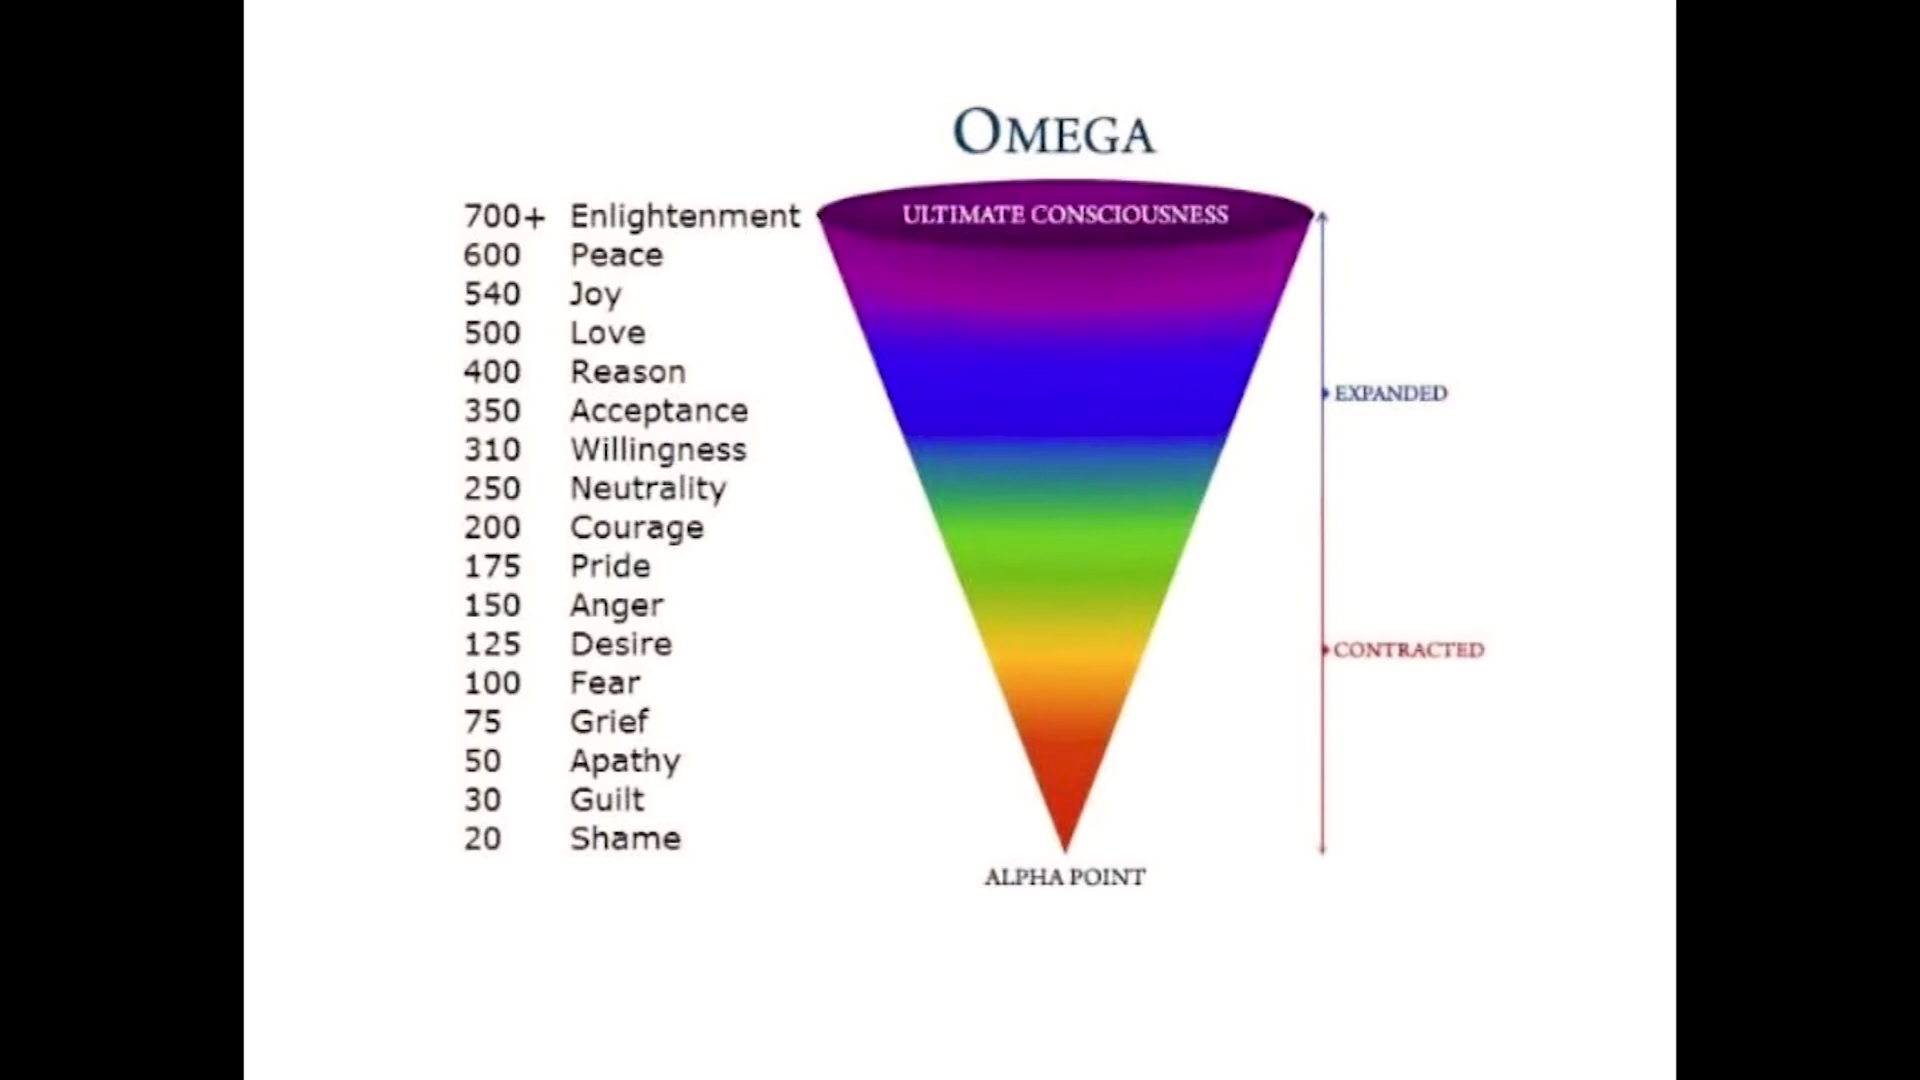 OMEGA
700+ Enlightenment
ULTIMATE CONSCIOUSNESS
600 Peace
540 Joy
500 Love
400 Reason
EXPANDED
350 Acceptance
310 Willingness
250 Neutrality
200 Courage
175 Pride
150 Anger
125 Desire
CONTRACTED
100 Fear
75 Grief
50 Apathy
30 Guilt
20 Shame
ALPHA POINT